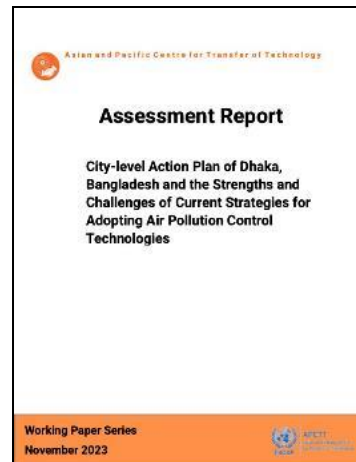 Asian and Pacific Centre for Transfer of Technology
Assessment Report
City-level Action Plan of Dhaka,
Bangladesh and the Strengths and
Challenges of Current Strategies for
Adopting Air Pollution Control
Technologies
Working Paper Series
November 2023
APCTT
ESCAP